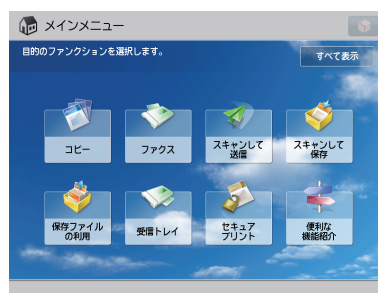 メインメニュー
目的のファンクションを選択します。
すべて表示
コピー
ファクス
スキャンして
送信
スキャンして
保存
保存ファイル
の利用
受信トレイ
セキュア
プリント
便利な
機能紹介